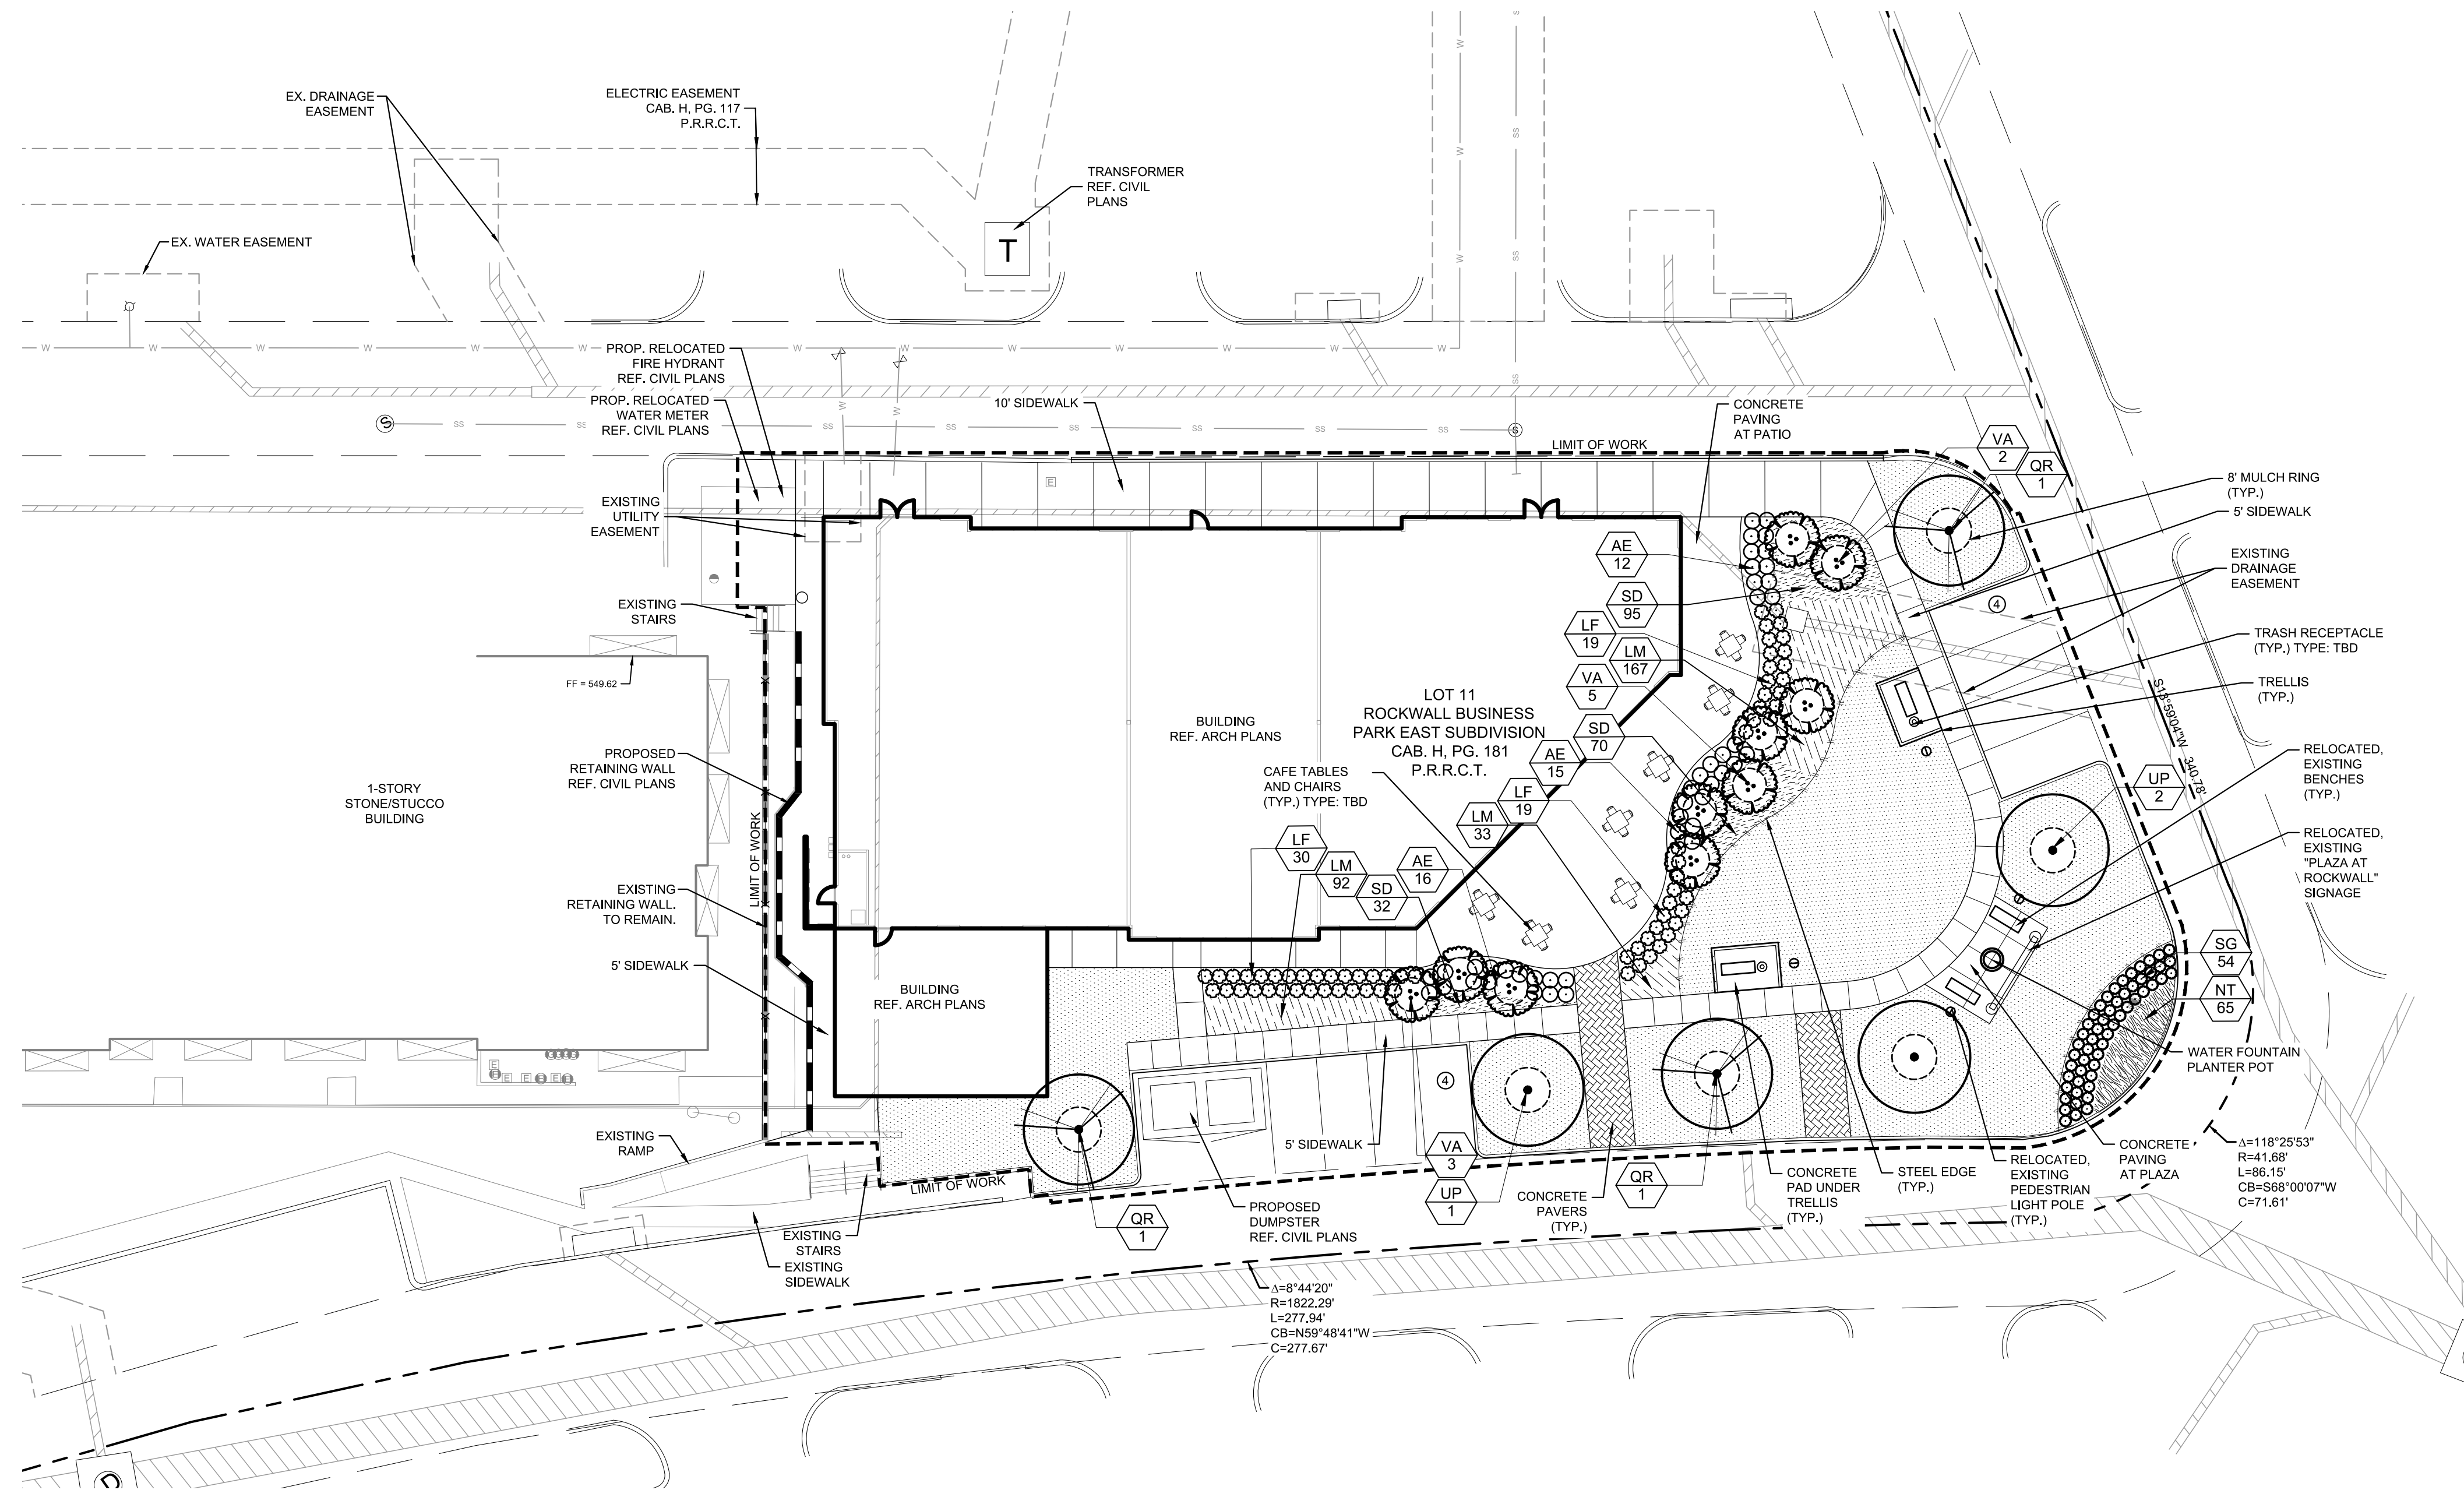 EX. DRAINAGE
EASEMENT
ELECTRIC EASEMENT
CAB. H, PG. 117
P.R.R.C.T.
TRANSFORMER
REF. CIVIL
PLANS
T
EX. WATER EASEMENT
PROP. RELOCATED
FIRE HYDRANT
REF. CIVIL PLANS
PROP. RELOCATED
WATER METER
REF. CIVIL PLANS
10' SIDEWALK
CONCRETE
PAVING
AT PATIO
LIMIT OF WORK
VA
2
QR
1
8' MULCH RING
(TYP.)
5' SIDEWALK
EXISTING
DRAINAGE
EASEMENT
4
TRASH RECEPTACLE
(TYP.) TYPE: TBD
TRELLIS
(TYP.)
S13°59'04"W 340.78'
EXISTING
UTILITY
EASEMENT
EXISTING
STAIRS
FF = 549.62
AE
12
SD
95
LF
19
LM
167
VA
5
SD
70
AE
15
LF
19
LM
33
LOT 11
ROCKWALL BUSINESS
PARK EAST SUBDIVISION
CAB. H, PG. 181
P.R.R.C.T.
BUILDING
REF. ARCH PLANS
CAFE TABLES
AND CHAIRS
(TYP.) TYPE: TBD
PROPOSED
RETAINING WALL
REF. CIVIL PLANS
1-STORY
STONE/STUCCO
BUILDING
LIMIT OF WORK
EXISTING
RETAINING WALL.
TO REMAIN.
5' SIDEWALK
LF
30
LM
92
SD
32
AE
16
UP
2
RELOCATED,
EXISTING
BENCHES
(TYP.)
RELOCATED,
EXISTING
"PLAZA AT
ROCKWALL"
SIGNAGE
SG
54
NT
65
WATER FOUNTAIN
PLANTER POT
BUILDING
REF. ARCH PLANS
EXISTING
RAMP
LIMIT OF WORK
EXISTING
STAIRS
EXISTING
SIDEWALK
QR
1
PROPOSED
DUMPSTER
REF. CIVIL PLANS
5' SIDEWALK
4
VA
3
UP
1
CONCRETE
PAVERS
(TYP.)
QR
1
CONCRETE
PAD UNDER
TRELLIS
(TYP.)
STEEL EDGE
(TYP.)
RELOCATED,
EXISTING
PEDESTRIAN
LIGHT POLE
(TYP.)
CONCRETE
PAVING
AT PLAZA
Δ=118°25'53"
R=41.68'
L=86.15'
CB=S68°00'07"W
C=71.61'
Δ=8°44'20"
R=1822.29'
L=277.94'
CB=N59°48'41"W
C=277.67'
D